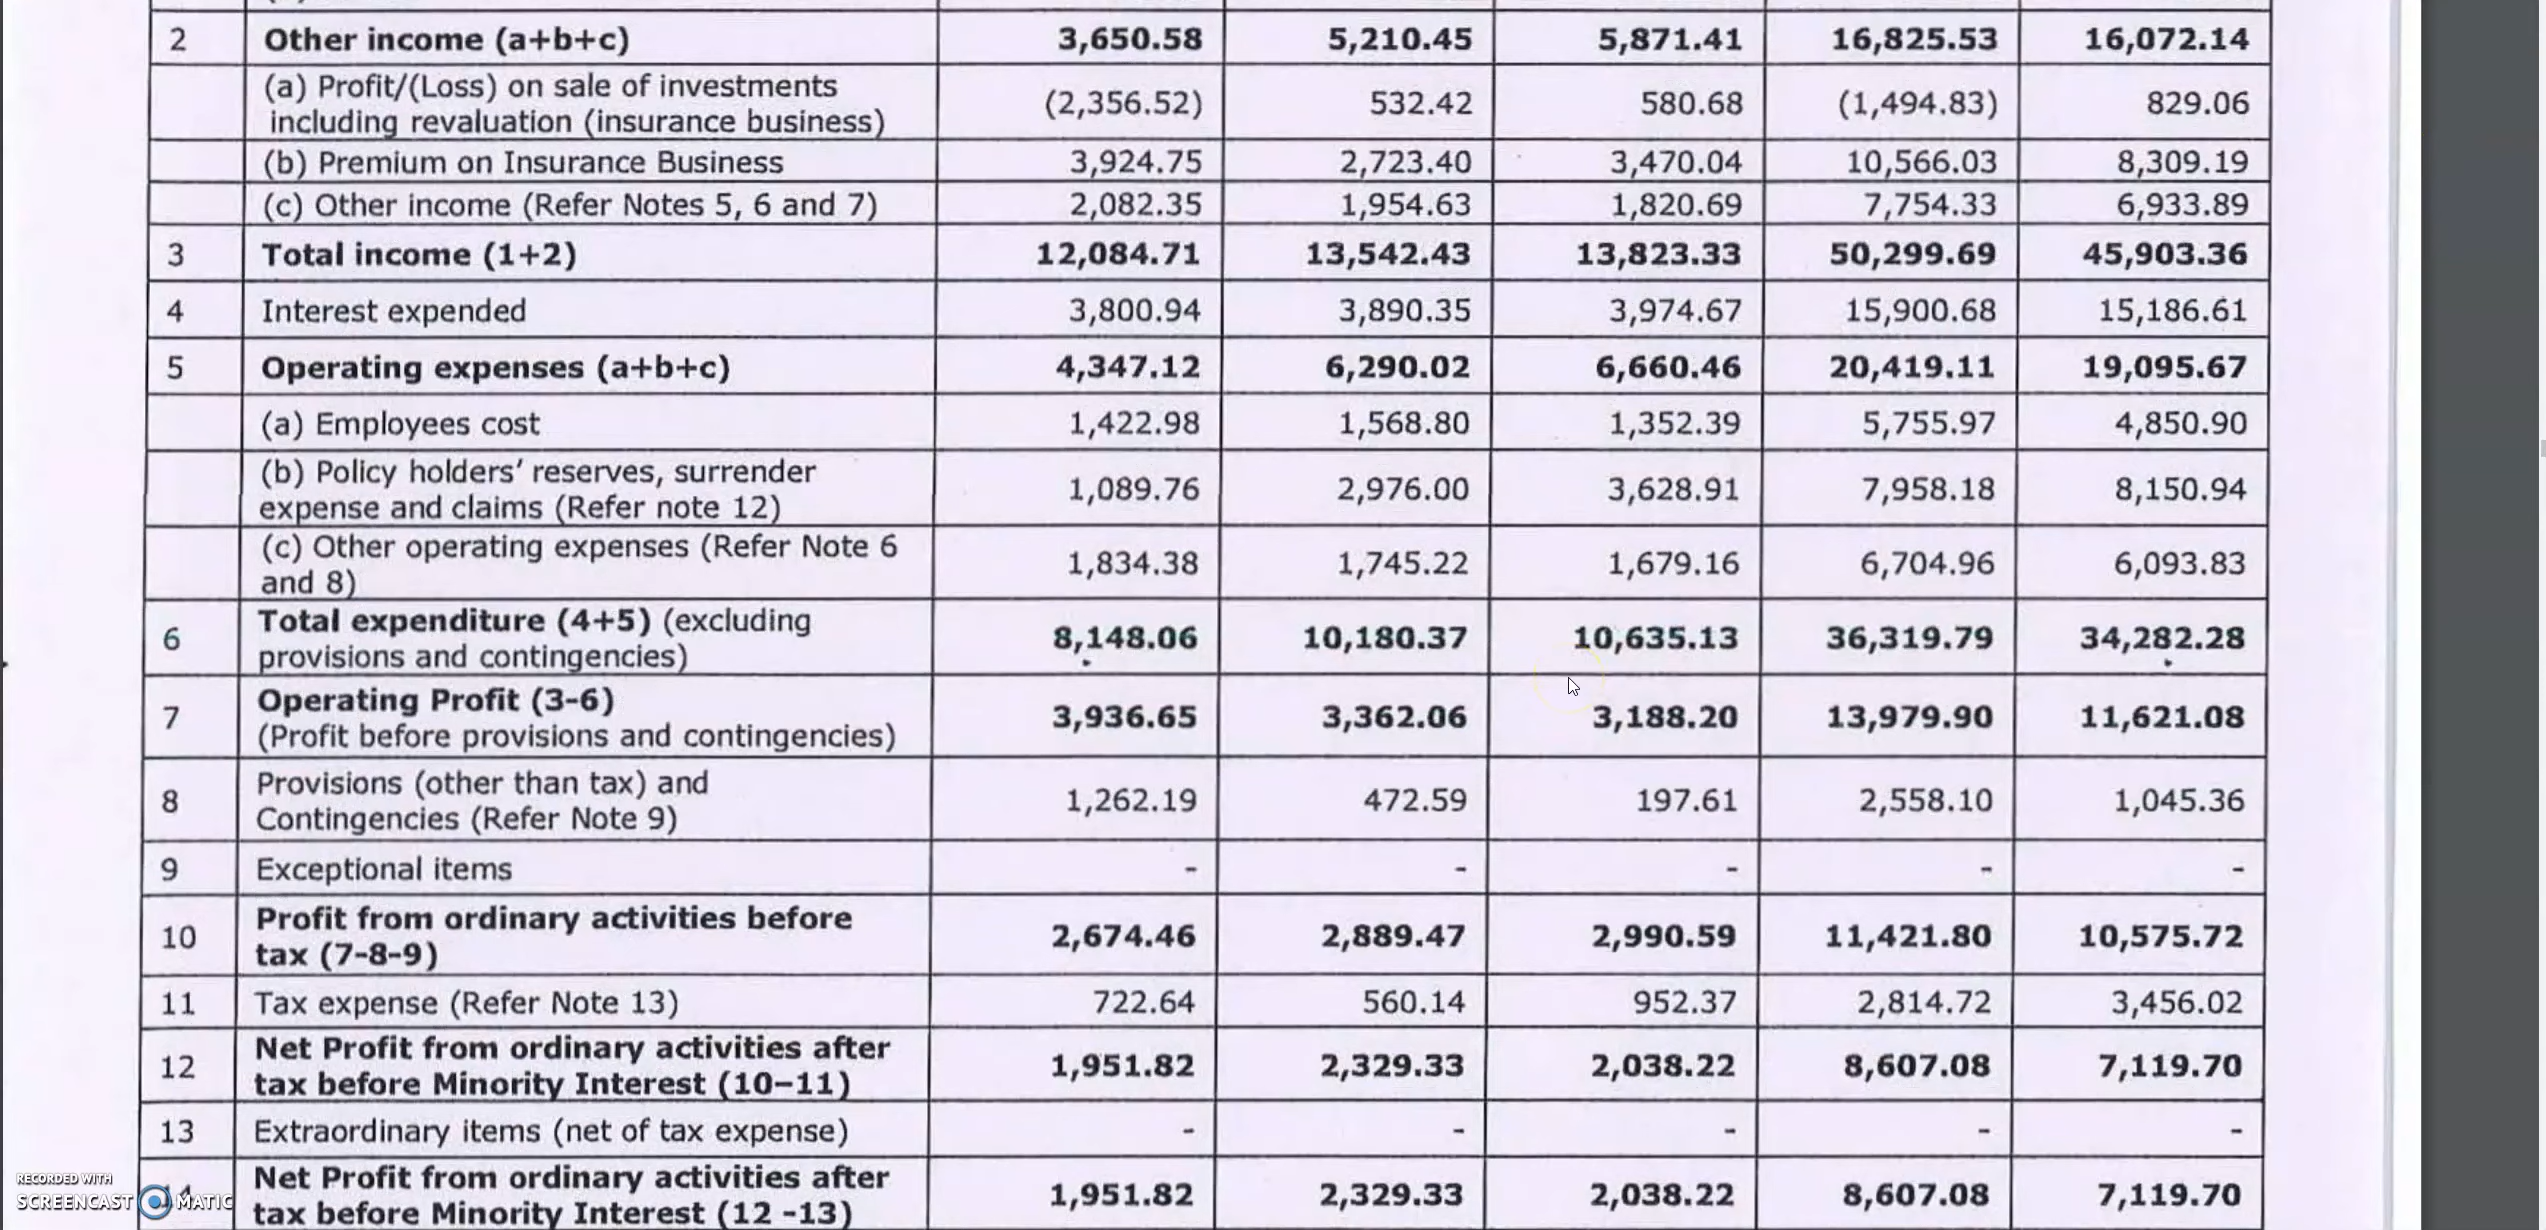 2 Other income (a+b+c) 3,650.58 5,210.45 5,871.41 16,825.53 16,072.14
(a) Profit/(Loss) on sale of investments
including revaluation (insurance business) (2,356.52) 532.42 580.68 (1,494.83) 829.06
(b) Premium on Insurance Business 3,924.75 2,723.40 3,470.04 10,566.03 8,309.19
(c) Other income (Refer Notes 5, 6 and 7) 2,082.35 1,954.63 1,820.69 7,754.33 6,933.89
3 Total income (1+2) 12,084.71 13,542.43 13,823.33 50,299.69 45,903.36
4 Interest expended 3,800.94 3,890.35 3,974.67 15,900.68 15,186.61
5 Operating expenses (a+b+c) 4,347.12 6,290.02 6,660.46 20,419.11 19,095.67
(a) Employees cost 1,422.98 1,568.80 1,352.39 5,755.97 4,850.90
(b) Policy holders' reserves, surrender
expense and claims (Refer note 12) 1,089.76 2,976.00 3,628.91 7,958.18 8,150.94
(c) Other operating expenses (Refer Note 6
and 8) 1,834.38 1,745.22 1,679.16 6,704.96 6,093.83
6 Total expenditure (4+5) (excluding
provisions and contingencies) 8,148.06 10,180.37 10,635.13 36,319.79 34,282.28
7 Operating Profit (3-6)
(Profit before provisions and contingencies) 3,936.65 3,362.06 3,188.20 13,979.90 11,621.08
8 Provisions (other than tax) and
Contingencies (Refer Note 9) 1,262.19 472.59 197.61 2,558.10 1,045.36
9 Exceptional items - - - - -
10 Profit from ordinary activities before
tax (7-8-9) 2,674.46 2,889.47 2,990.59 11,421.80 10,575.72
11 Tax expense (Refer Note 13) 722.64 560.14 952.37 2,814.72 3,456.02
12 Net Profit from ordinary activities after
tax before Minority Interest (10–11) 1,951.82 2,329.33 2,038.22 8,607.08 7,119.70
13 Extraordinary items (net of tax expense) - - - - -
Net Profit from ordinary activities after
tax before Minority Interest (12 -13) 1,951.82 2,329.33 2,038.22 8,607.08 7,119.70
RECORDED WITH
SCREENCAST MATIC